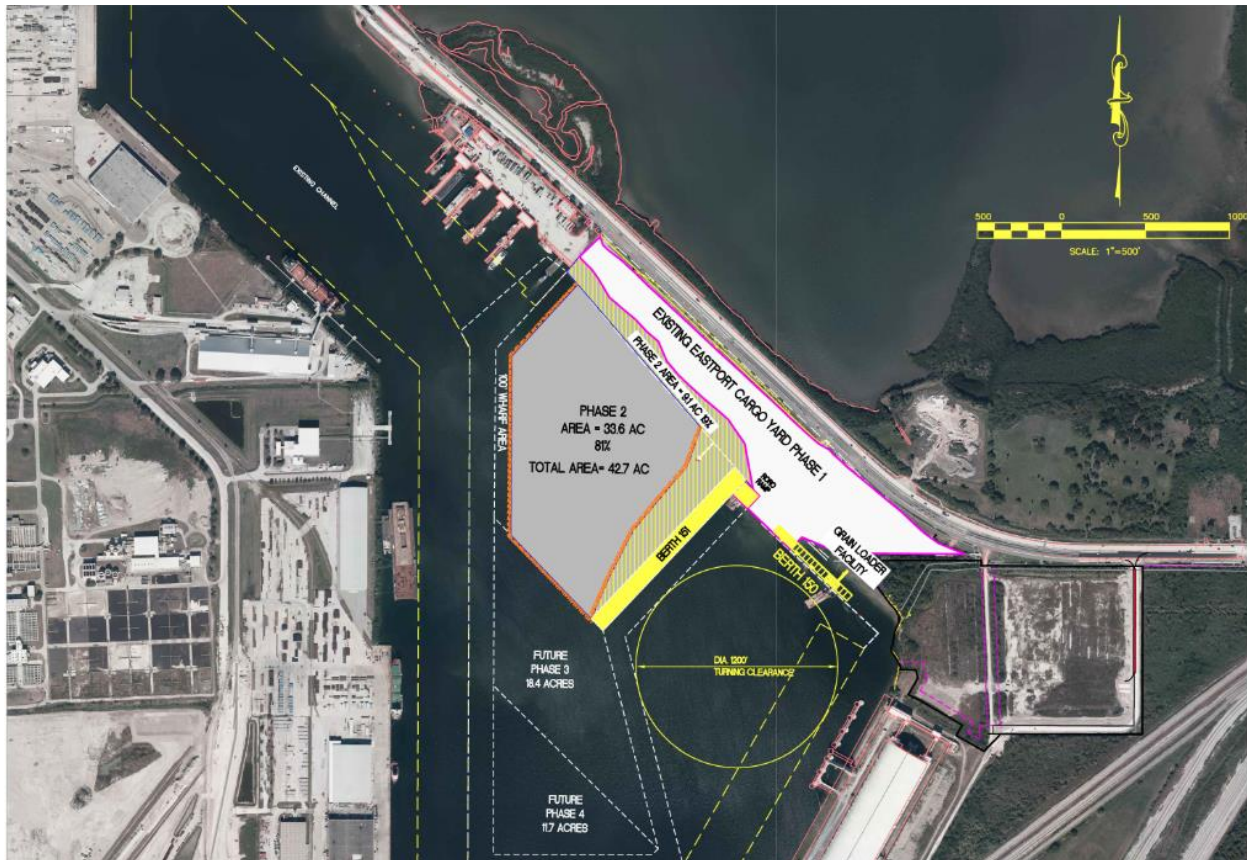 EXISTING CHANNEL
500
0
500
1000
SCALE: 1"=500'
EXISTING EASTPORT CARGO YARD PHASE 1
PHASE 2 AREA = 9.1 AC 19%
100' WHARF AREA
PHASE 2
AREA = 33.6 AC
81%
TOTAL AREA= 42.7 AC
RORO
RAMP
BERTH 151
BERTH 150
GRAIN LOADER
FACILITY
DIA. 1200'
TURNING CLEARANCE
FUTURE
PHASE 3
18.4 ACRES
FUTURE
PHASE 4
11.7 ACRES